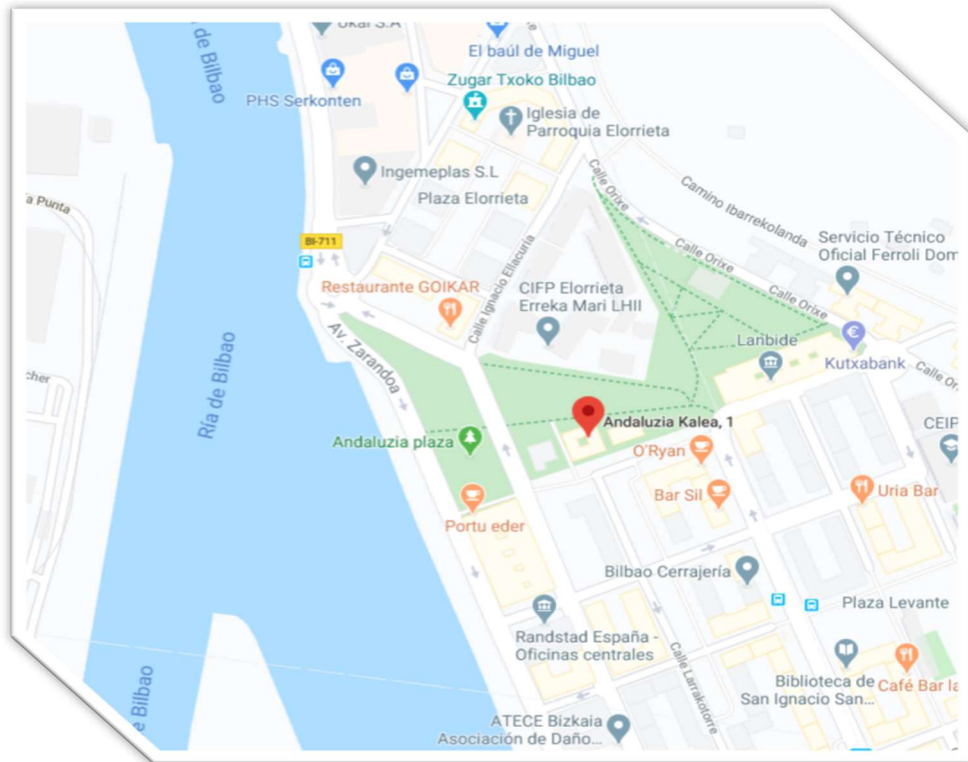 Ukai S.A
El baúl de Miguel
de Bilbao
Zugar Txoko Bilbao
PHS Serkonten
Iglesia de
Parroquia Elorrieta
Ingemeplas S.L
Plaza Elorrieta
Calle Orixe
Camino Ibarrekolanda
Punta
BI-711
Calle Orixe
Servicio Técnico
Oficial Ferroli Dom
Restaurante GOIKAR
Calle Ignacio Ellacuría
CIFP Elorrieta
Erreka Mari LHII
Calle Orixe
Av. Zarandoa
Lanbide
Kutxabank
cher
Ría de Bilbao
Calle Or
Andaluzia Kalea, 1
Andaluzia plaza
O'Ryan
CEIP
Bar Sil
Uria Bar
Portu eder
Bilbao Cerrajería
Plaza Levante
Randstad España -
Oficinas centrales
Calle Larrakotorre
Biblioteca de
San Ignacio San...
Café Bar la
de Bilbao
ATECE Bizkaia
Asociación de Daño...